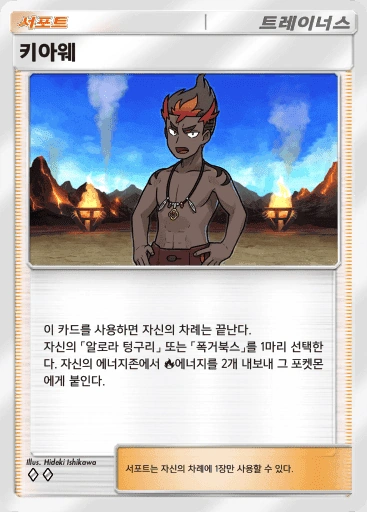 서포트
트레이너스
키아웨
이 카드를 사용하면 자신의 차례는 끝난다.
자신의 「알로라 텅구리」 또는 「폭거북스」를 1마리 선택한
다. 자신의 에너지존에서 🔥에너지를 2개 내보내 그 포켓몬
에게 붙인다.
Illus. Hideki Ishikawa
서포트는 자신의 차례에 1장만 사용할 수 있다.